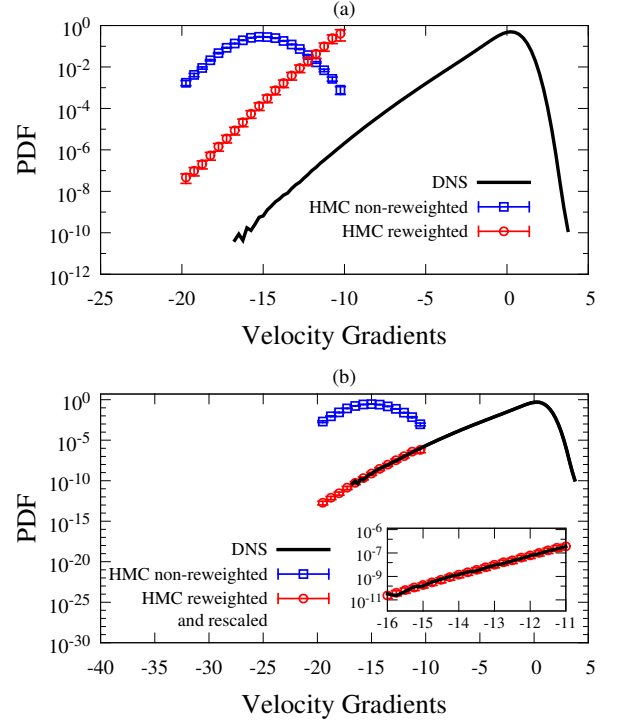 (a)
PDF
10^0
10^-2
10^-4
10^-6
10^-8
10^-10
10^-12
DNS
HMC non-reweighted
HMC reweighted
-25 -20 -15 -10 -5 0 5
Velocity Gradients
(b)
PDF
10^0
10^-5
10^-10
10^-15
10^-20
10^-25
10^-30
DNS
HMC non-reweighted
HMC reweighted
and rescaled
10^-6
10^-7
10^-9
10^-11
-16 -15 -14 -13 -12 -11
-40 -35 -30 -25 -20 -15 -10 -5 0 5
Velocity Gradients